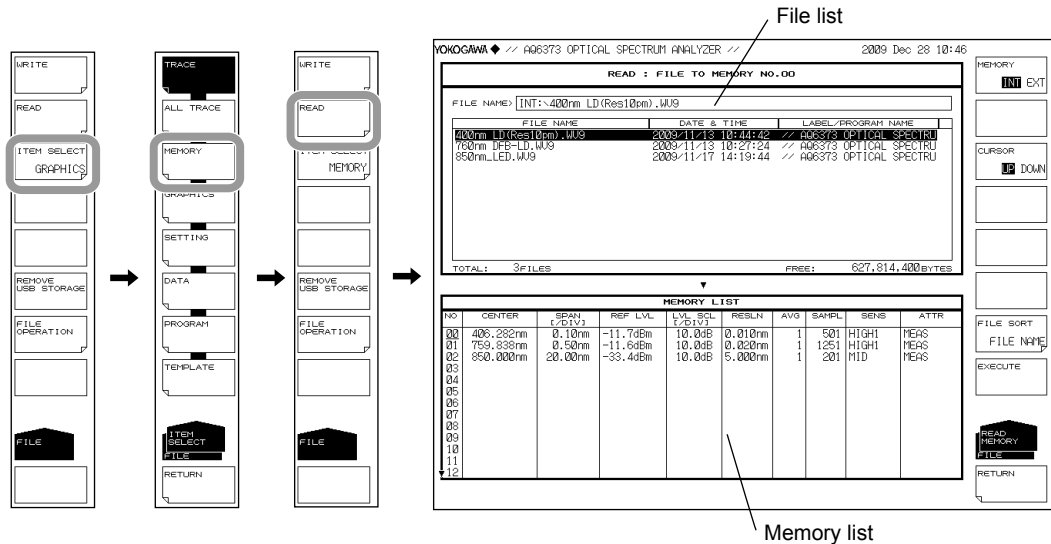 File list
WRITE
READ
ITEM SELECT
GRAPHICS
REMOVE
USB STORAGE
FILE
OPERATION
FILE
TRACE
ALL TRACE
MEMORY
GRAPHICS
SETTING
DATA
PROGRAM
TEMPLATE
ITEM
SELECT
FILE
RETURN
WRITE
READ
ITEM SELECT
MEMORY
REMOVE
USB STORAGE
FILE
OPERATION
FILE
YOKOGAWA ◆ // AQ6373 OPTICAL SPECTRUM ANALYZER // 2009 Dec 28 10:46
READ : FILE TO MEMORY NO.00
FILE NAME> INT:\400nm LD(Res10pm).WV9
FILE NAME DATE & TIME LABEL/PROGRAM NAME
400nm LD(Res10pm).WV9 2009/11/13 10:44:42 // AQ6373 OPTICAL SPECTRU
760nm DFB-LD.WV9 2009/11/13 10:27:24 // AQ6373 OPTICAL SPECTRU
850nm_LED.WV9 2009/11/17 14:19:44 // AQ6373 OPTICAL SPECTRU
TOTAL: 3FILES FREE: 627,814,400BYTES
MEMORY LIST
NO CENTER SPAN [/DIV] REF LVL LVL SCL [/DIV] RESLN AVG SAMPL SENS ATTR
00 406.282nm 0.10nm -11.7dBm 10.0dB 0.010nm 1 501 HIGH1 MEAS
01 759.838nm 0.50nm -11.6dBm 10.0dB 0.020nm 1 1251 HIGH1 MEAS
02 850.000nm 20.00nm -33.4dBm 10.0dB 5.000nm 1 201 MID MEAS
03
04
05
06
07
08
09
10
11
12
MEMORY
INT EXT
CURSOR
UP DOWN
FILE SORT
FILE NAME
EXECUTE
READ
MEMORY
FILE
RETURN
Memory list